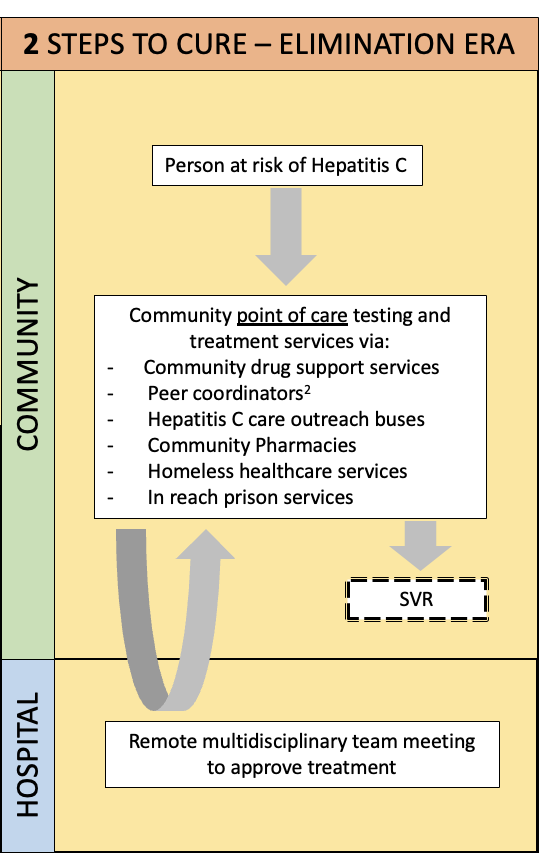 2 STEPS TO CURE – ELIMINATION ERA
COMMUNITY
Person at risk of Hepatitis C
Community point of care testing and
treatment services via:
- Community drug support services
- Peer coordinators²
- Hepatitis C care outreach buses
- Community Pharmacies
- Homeless healthcare services
- In reach prison services
SVR
HOSPITAL
Remote multidisciplinary team meeting
to approve treatment